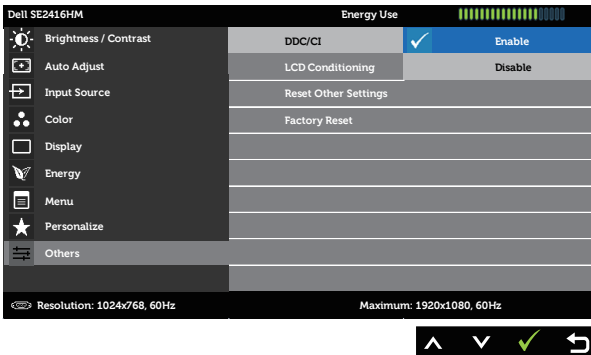 Dell SE2416HM
Energy Use
Brightness / Contrast
DDC/CI
Enable
Auto Adjust
LCD Conditioning
Disable
Input Source
Reset Other Settings
Color
Factory Reset
Display
Energy
Menu
Personalize
Others
Resolution: 1024x768, 60Hz
Maximum: 1920x1080, 60Hz